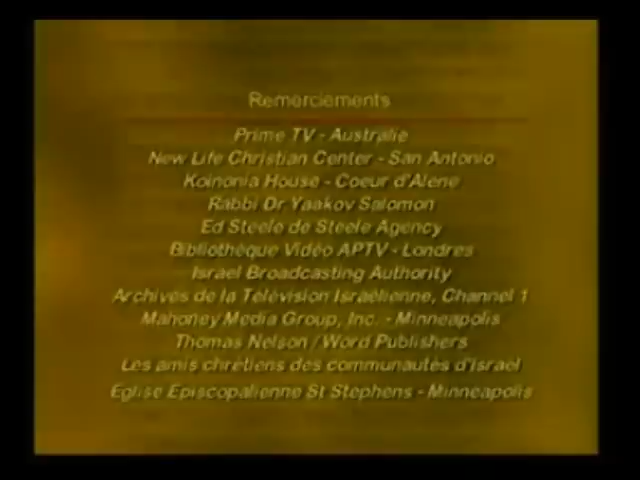 Remerciements
Prime TV - Australie
New Life Christian Center - San Antonio
Koinonia House - Coeur d'Alene
Rabbi Dr Yaakov Salomon
Ed Steele de Steele Agency
Bibliothèque Vidéo APTV - Londres
Israel Broadcasting Authority
Archives de la Télévision Israélienne, Channel 1
Mahoney Media Group, Inc. - Minneapolis
Thomas Nelson / Word Publishers
Les amis chrétiens des communautés d'Israël
Eglise Episcopalienne St Stephens - Minneapolis